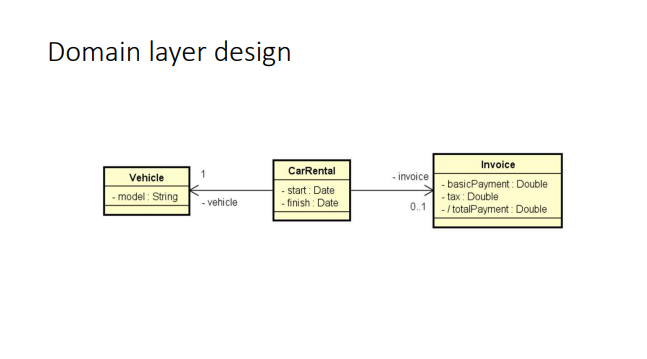 Domain layer design
Vehicle
- model : String
1
- vehicle
CarRental
- start : Date
- finish : Date
- invoice
0..1
Invoice
- basicPayment : Double
- tax : Double
- / totalPayment : Double